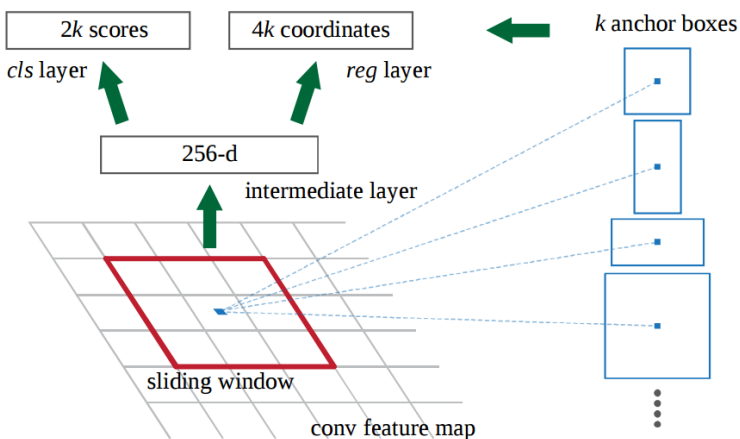 2k scores
4k coordinates
k anchor boxes
cls layer
reg layer
256-d
intermediate layer
sliding window
conv feature map